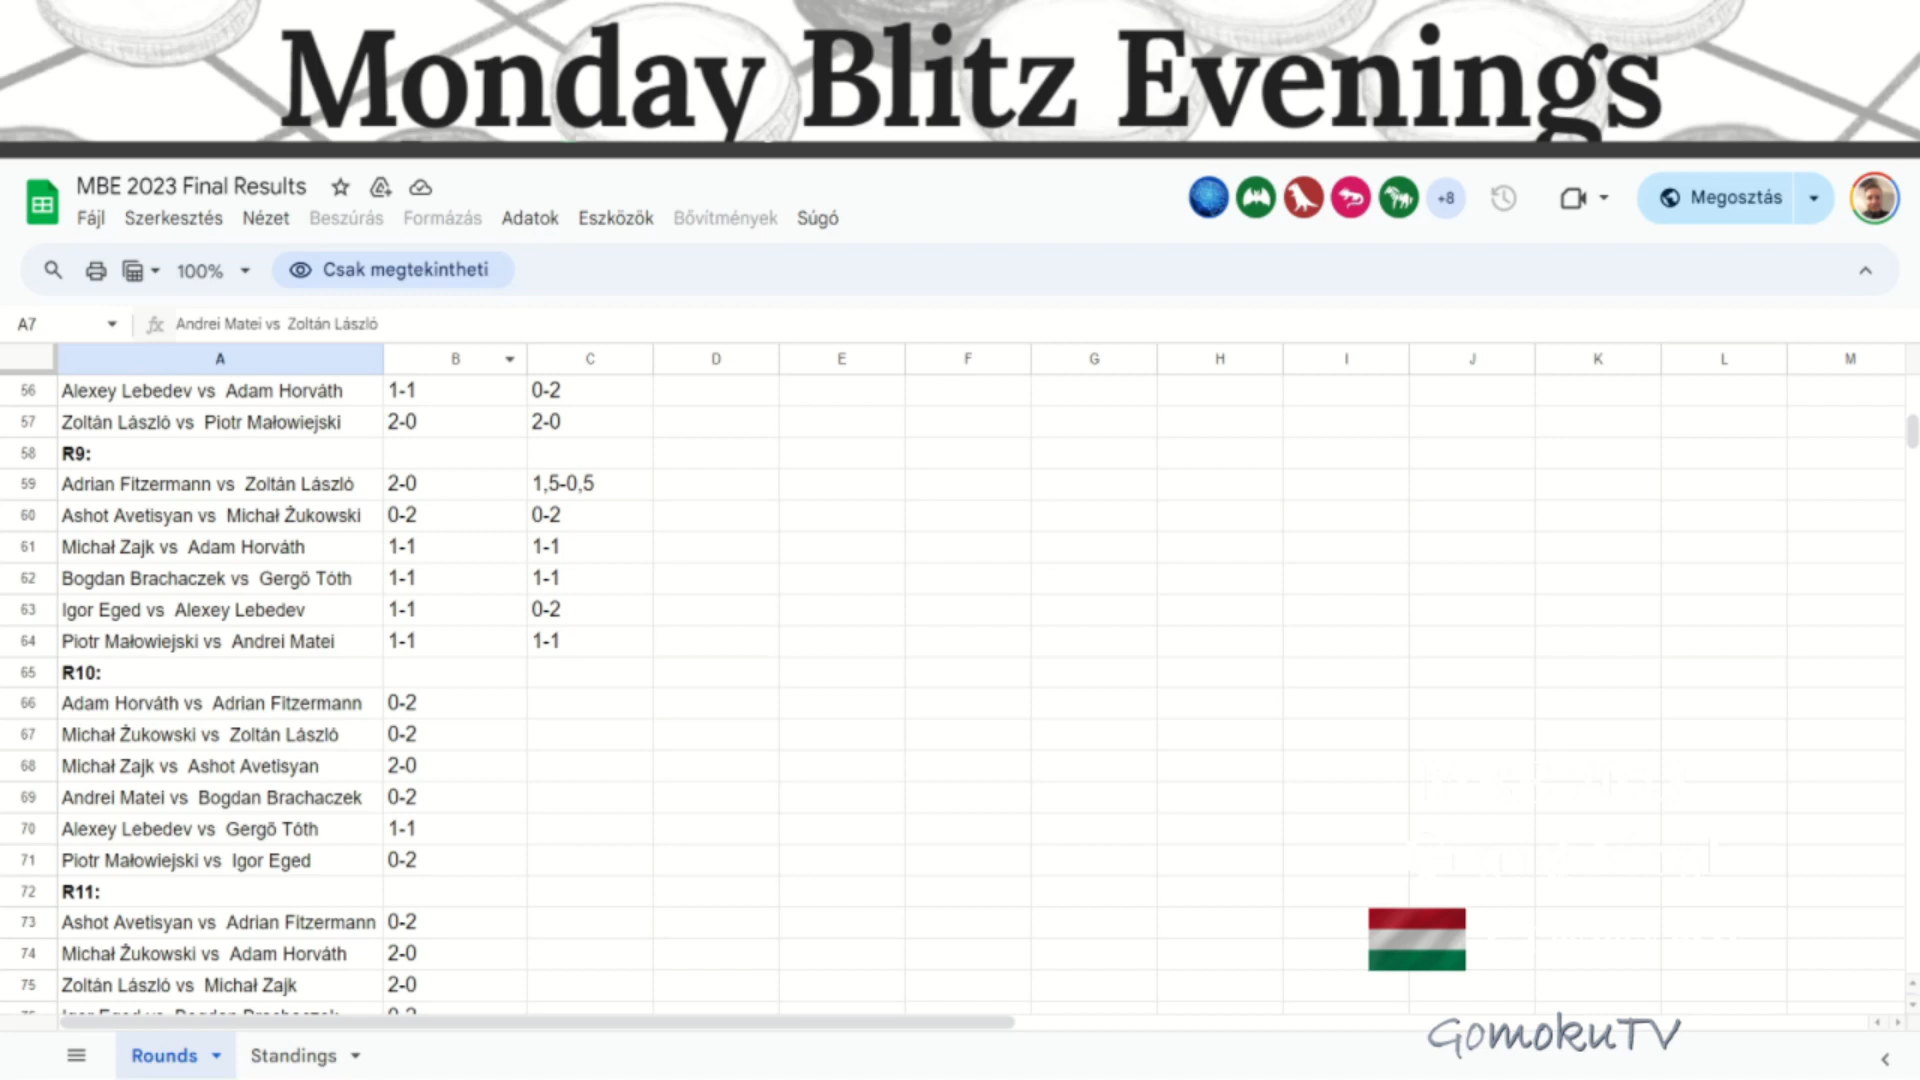 Monday Blitz Evenings
MBE 2023 Final Results
Fájl Szerkesztés Nézet Beszúrás Formázás Adatok Eszközök Bővítmények Súgó
+8
Megosztás
100%
Csak megtekintheti
A7
fx Andrei Matei vs Zoltán László
A B C D E F G H I J K L M
56 Alexey Lebedev vs Adam Horváth 1-1 0-2
57 Zoltán László vs Piotr Małowiejski 2-0 2-0
58 R9:
59 Adrian Fitzermann vs Zoltán László 2-0 1,5-0,5
60 Ashot Avetisyan vs Michał Żukowski 0-2 0-2
61 Michał Zajk vs Adam Horváth 1-1 1-1
62 Bogdan Brachaczek vs Gergő Tóth 1-1 1-1
63 Igor Eged vs Alexey Lebedev 1-1 0-2
64 Piotr Małowiejski vs Andrei Matei 1-1 1-1
65 R10:
66 Adam Horváth vs Adrian Fitzermann 0-2
67 Michał Żukowski vs Zoltán László 0-2
68 Michał Zajk vs Ashot Avetisyan 2-0
69 Andrei Matei vs Bogdan Brachaczek 0-2
70 Alexey Lebedev vs Gergő Tóth 1-1
71 Piotr Małowiejski vs Igor Eged 0-2
72 R11:
73 Ashot Avetisyan vs Adrian Fitzermann 0-2
74 Michał Żukowski vs Adam Horváth 2-0
75 Zoltán László vs Michał Zajk 2-0
GomokuTV
Rounds Standings